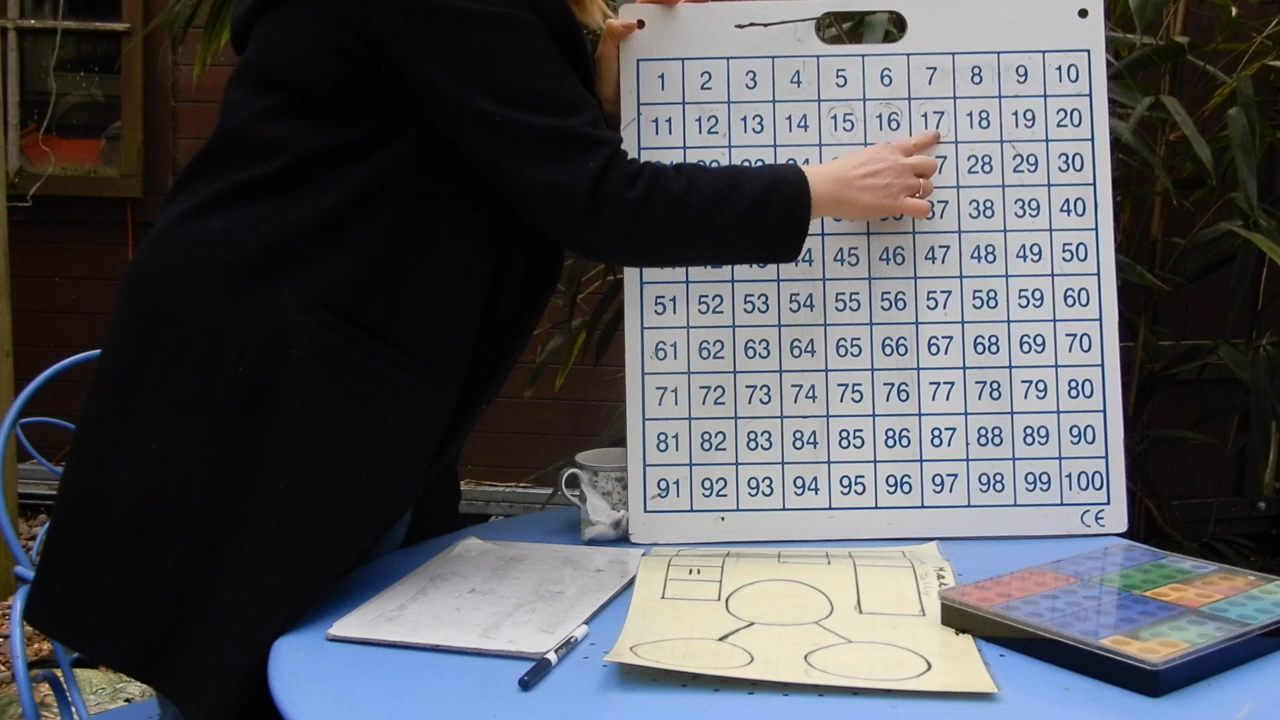 1 2 3 4 5 6 7 8 9 10
11 12 13 14 15 16 17 18 19 20
28 29 30
38 39 40
45 46 47 48 49 50
51 52 53 54 55 56 57 58 59 60
61 62 63 64 65 66 67 68 69 70
71 72 73 74 75 76 77 78 79 80
81 82 83 84 85 86 87 88 89 90
91 92 93 94 95 96 97 98 99 100
CE
=